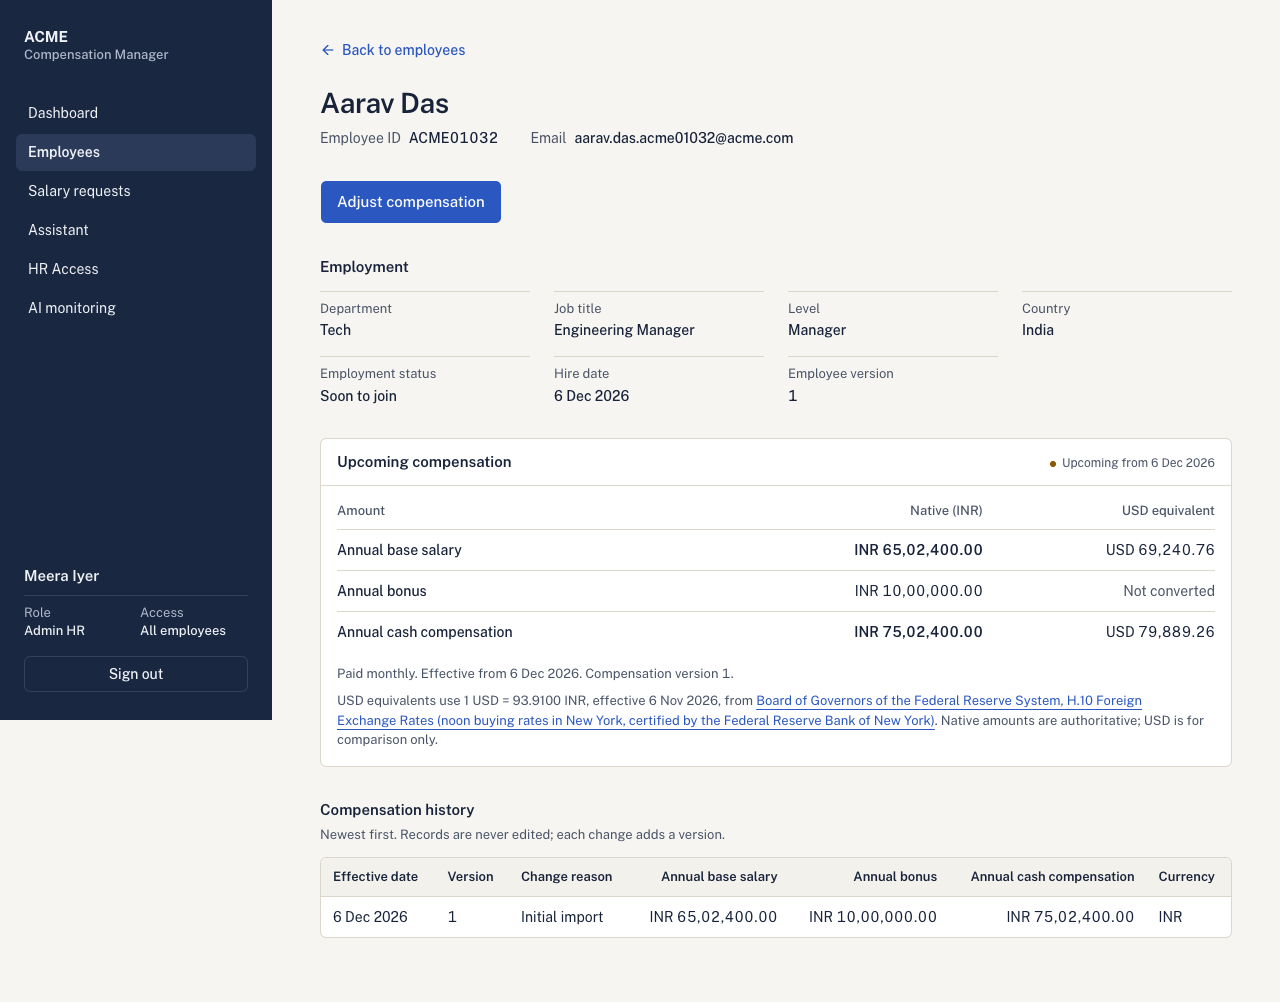 ACME
Compensation Manager
Dashboard
Employees
Salary requests
Assistant
HR Access
AI monitoring
Meera Iyer
Role Access
Admin HR All employees
Sign out
← Back to employees
Aarav Das
Employee ID ACME01032 Email aarav.das.acme01032@acme.com
Adjust compensation
Employment
Department Job title Level Country
Tech Engineering Manager Manager India
Employment status Hire date Employee version
Soon to join 6 Dec 2026 1
Upcoming compensation Upcoming from 6 Dec 2026
Amount Native (INR) USD equivalent
Annual base salary INR 65,02,400.00 USD 69,240.76
Annual bonus INR 10,00,000.00 Not converted
Annual cash compensation INR 75,02,400.00 USD 79,889.26
Paid monthly. Effective from 6 Dec 2026. Compensation version 1.
USD equivalents use 1 USD = 93.9100 INR, effective 6 Nov 2026, from Board of Governors of the Federal Reserve System, H.10 Foreign
Exchange Rates (noon buying rates in New York, certified by the Federal Reserve Bank of New York). Native amounts are authoritative; USD is for
comparison only.
Compensation history
Newest first. Records are never edited; each change adds a version.
Effective date Version Change reason Annual base salary Annual bonus Annual cash compensation Currency
6 Dec 2026 1 Initial import INR 65,02,400.00 INR 10,00,000.00 INR 75,02,400.00 INR